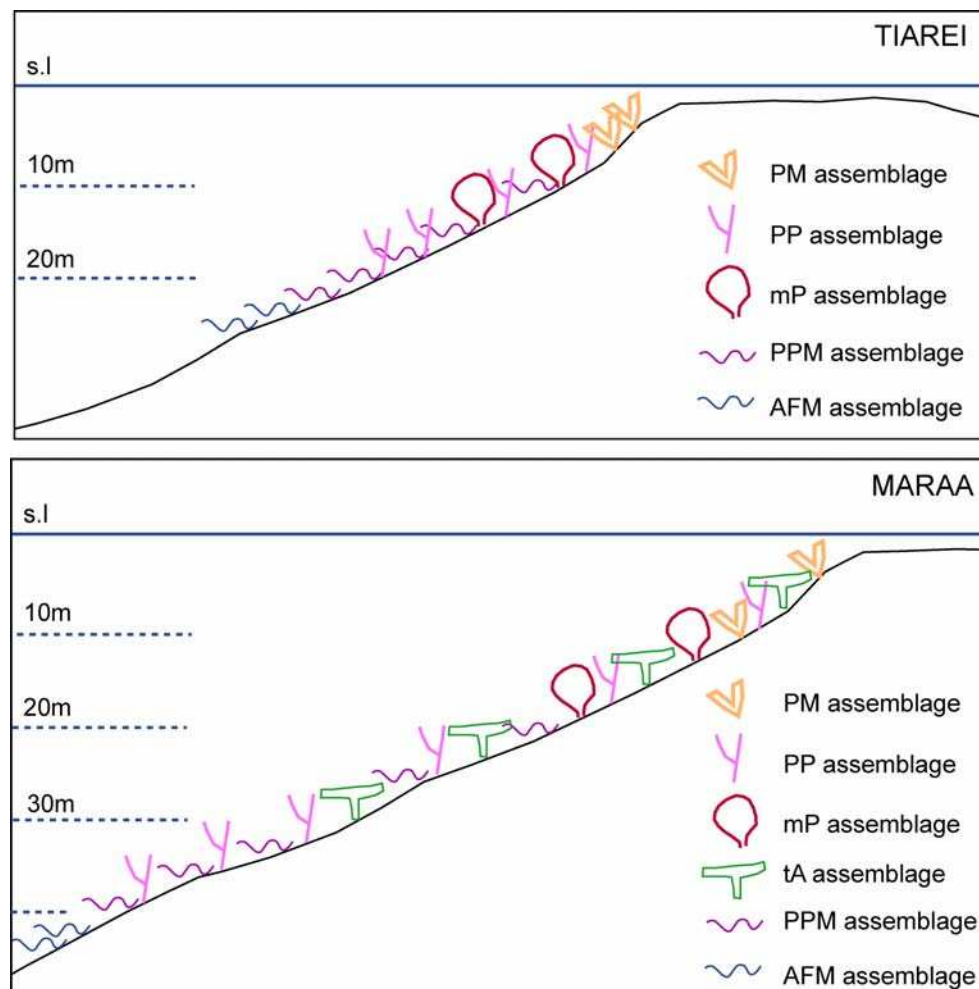 TIAREI
s.l
10m
20m
PM assemblage
PP assemblage
mP assemblage
PPM assemblage
AFM assemblage
MARAA
s.l
10m
20m
30m
PM assemblage
PP assemblage
mP assemblage
tA assemblage
PPM assemblage
AFM assemblage